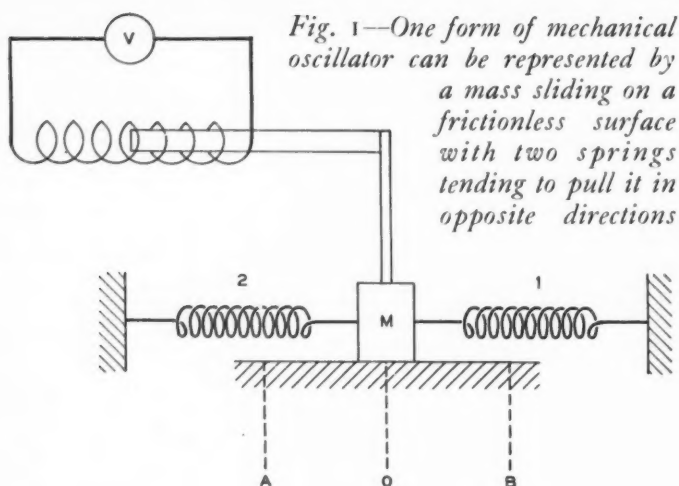 Fig. 1—One form of mechanical
oscillator can be represented by
a mass sliding on a
frictionless surface
with two springs
tending to pull it in
opposite directions
V
2
1
M
A
O
B